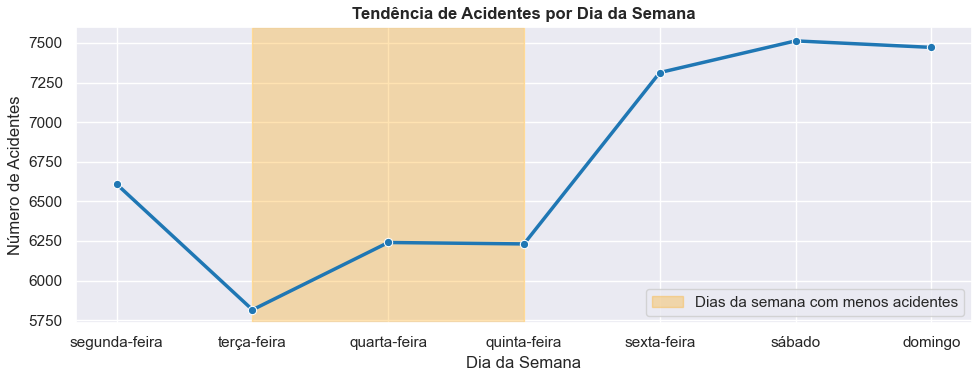 Tendência de Acidentes por Dia da Semana
Número de Acidentes
7500
7250
7000
6750
6500
6250
6000
5750
Dias da semana com menos acidentes
segunda-feira terça-feira quarta-feira quinta-feira sexta-feira sábado domingo
Dia da Semana